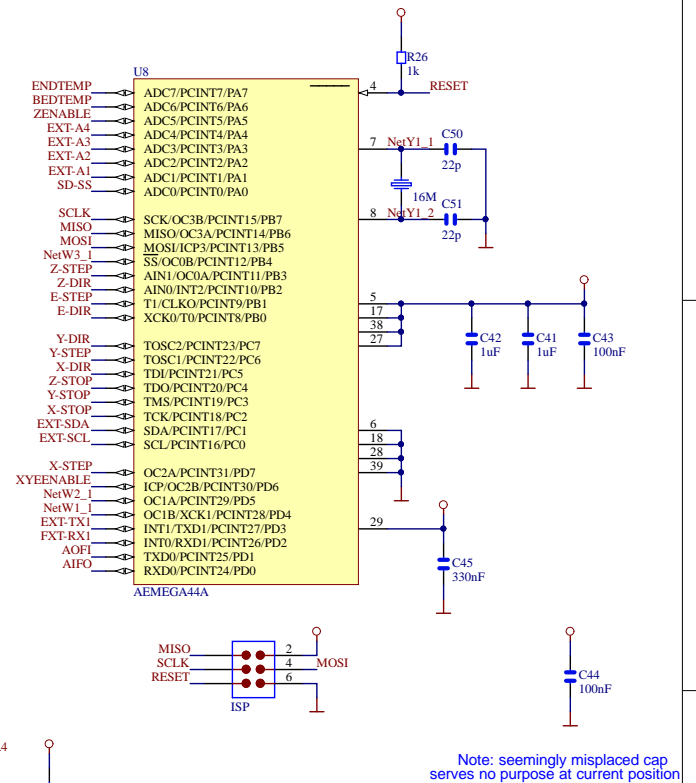 R26
1k
U8
ENDTEMP ADC7/PCINT7/PA7 4 RESET
BEDTEMP ADC6/PCINT6/PA6
ZENABLE ADC5/PCINT5/PA5
EXT-A4 ADC4/PCINT4/PA4
EXT-A3 ADC3/PCINT3/PA3 7 NetY1_1 C50
EXT-A2 ADC2/PCINT2/PA2 22p
EXT-A1 ADC1/PCINT1/PA1
SD-SS ADC0/PCINT0/PA0 16M
C51
SCLK SCK/OC3B/PCINT15/PB7 8 NetY1_2
MISO MISO/OC3A/PCINT14/PB6 22p
MOSI MOSI/ICP3/PCINT13/PB5
NetW3_1 SS/OC0B/PCINT12/PB4
Z-STEP AIN1/OC0A/PCINT11/PB3
Z-DIR AIN0/INT2/PCINT10/PB2
E-STEP T1/CLKO/PCINT9/PB1 5
E-DIR XCK0/T0/PCINT8/PB0 17
38
Y-DIR TOSC2/PCINT23/PC7 27 C42 C41 C43
1uF 1uF 100nF
Y-STEP TOSC1/PCINT22/PC6
X-DIR TDI/PCINT21/PC5
Z-STOP TDO/PCINT20/PC4
Y-STOP TMS/PCINT19/PC3
X-STOP TCK/PCINT18/PC2
EXT-SDA SDA/PCINT17/PC1 6
EXT-SCL SCL/PCINT16/PC0 18
28
X-STEP OC2A/PCINT31/PD7 39
XYEENABLE ICP/OC2B/PCINT30/PD6
NetW2_1 OC1A/PCINT29/PD5
NetW1_1 OC1B/XCK1/PCINT28/PD4
EXT-TX1 INT1/TXD1/PCINT27/PD3 29
FXT-RX1 INT0/RXD1/PCINT26/PD2
AOFI TXD0/PCINT25/PD1 C45
AIFO RXD0/PCINT24/PD0 330nF
AEMEGA44A
MISO 2
SCLK 4 MOSI
RESET 6
ISP
C44
100nF
4
Note: seemingly misplaced cap
serves no purpose at current position